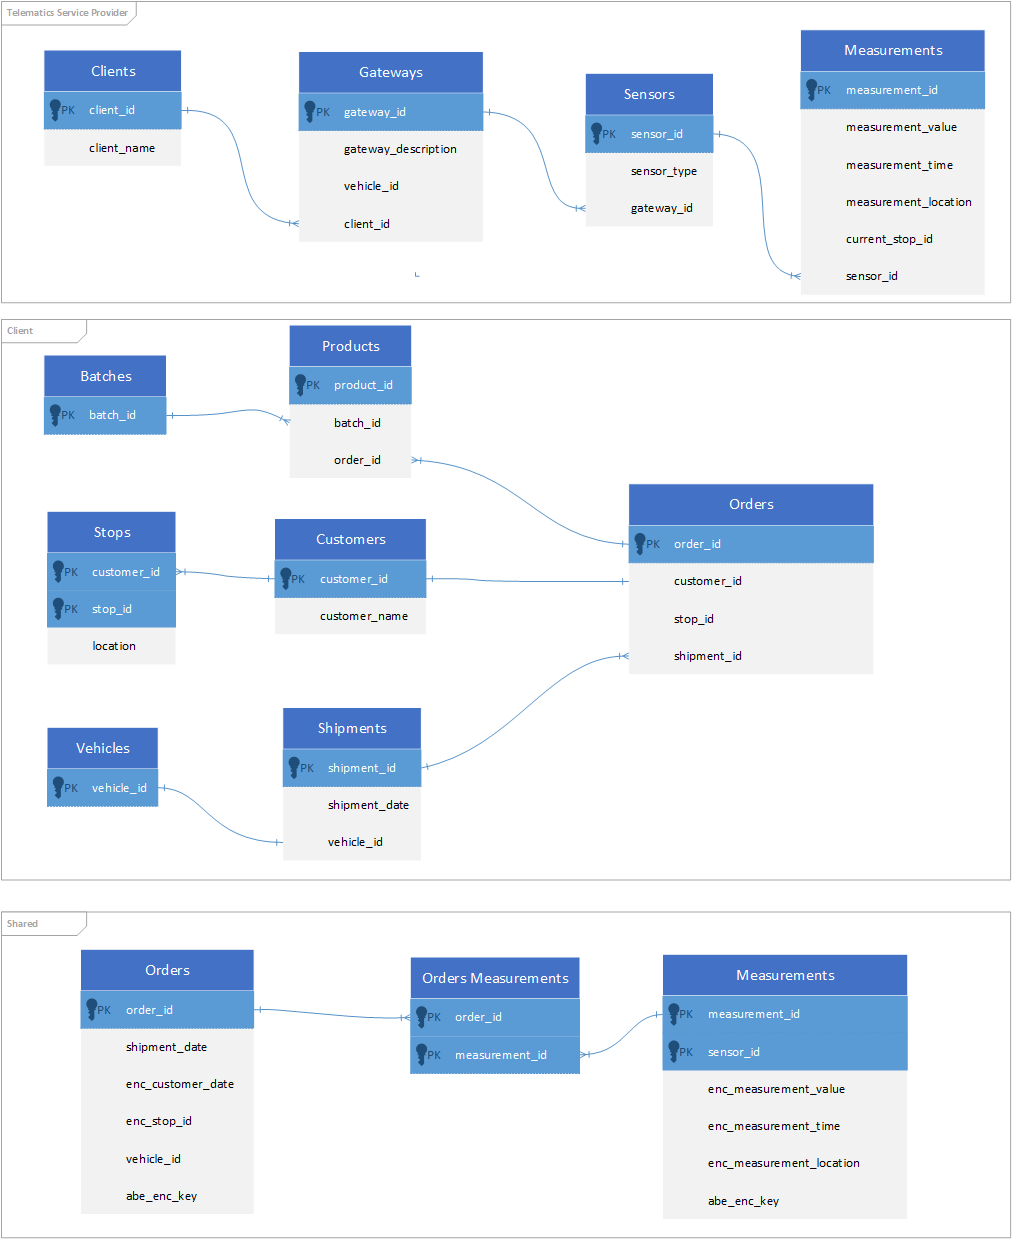 Telematics Service Provider
Clients
PK client_id
client_name
Gateways
PK gateway_id
gateway_description
vehicle_id
client_id
Sensors
PK sensor_id
sensor_type
gateway_id
Measurements
PK measurement_id
measurement_value
measurement_time
measurement_location
current_stop_id
sensor_id
Client
Batches
PK batch_id
Products
PK product_id
batch_id
order_id
Stops
PK customer_id
PK stop_id
location
Customers
PK customer_id
customer_name
Orders
PK order_id
customer_id
stop_id
shipment_id
Vehicles
PK vehicle_id
Shipments
PK shipment_id
shipment_date
vehicle_id
Shared
Orders
PK order_id
shipment_date
enc_customer_date
enc_stop_id
vehicle_id
abe_enc_key
Orders Measurements
PK order_id
PK measurement_id
Measurements
PK measurement_id
PK sensor_id
enc_measurement_value
enc_measurement_time
enc_measurement_location
abe_enc_key